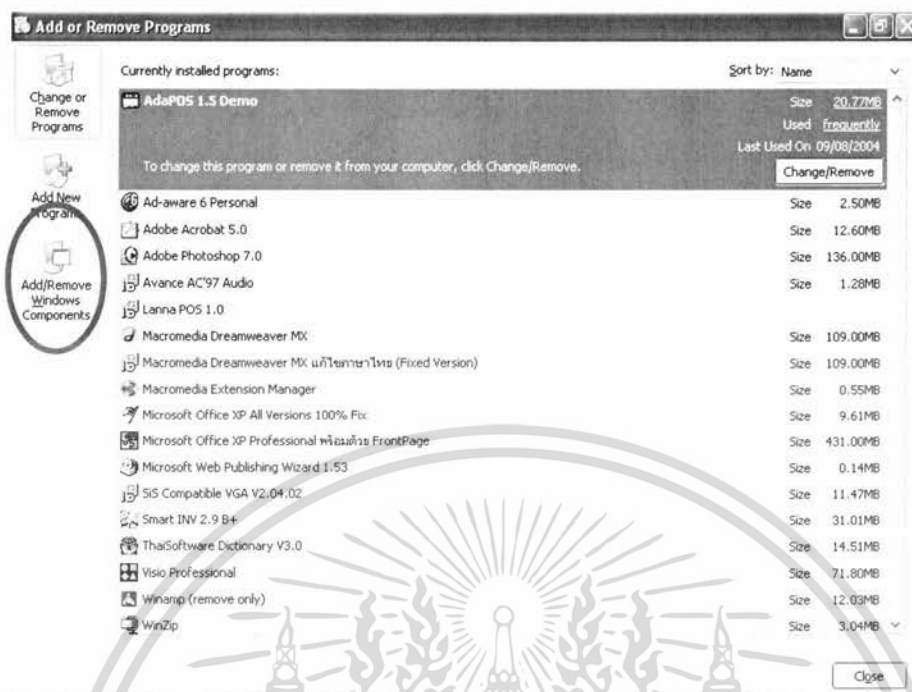 Add or Remove Programs
Change or
Remove
Programs
Add New
Programs
Add/Remove
Windows
Components
Currently installed programs:
Sort by: Name
AdaPOS 1.5 Demo Size 20.77MB
Used frequently
Last Used On 09/08/2004
To change this program or remove it from your computer, click Change/Remove. Change/Remove
Ad-aware 6 Personal Size 2.50MB
Adobe Acrobat 5.0 Size 12.60MB
Adobe Photoshop 7.0 Size 136.00MB
Avance AC'97 Audio Size 1.28MB
Lanna POS 1.0
Macromedia Dreamweaver MX Size 109.00MB
Macromedia Dreamweaver MX แก้ไขภาษาไทย (Fixed Version) Size 109.00MB
Macromedia Extension Manager Size 0.55MB
Microsoft Office XP All Versions 100% Fix Size 9.61MB
Microsoft Office XP Professional พร้อมด้วย FrontPage Size 431.00MB
Microsoft Web Publishing Wizard 1.53 Size 0.14MB
SiS Compatible VGA V2.04.02 Size 11.47MB
Smart INV 2.9 B+ Size 31.01MB
ThaiSoftware Dictionary V3.0 Size 14.51MB
Visio Professional Size 71.80MB
Winamp (remove only) Size 12.03MB
WinZip Size 3.04MB
Close